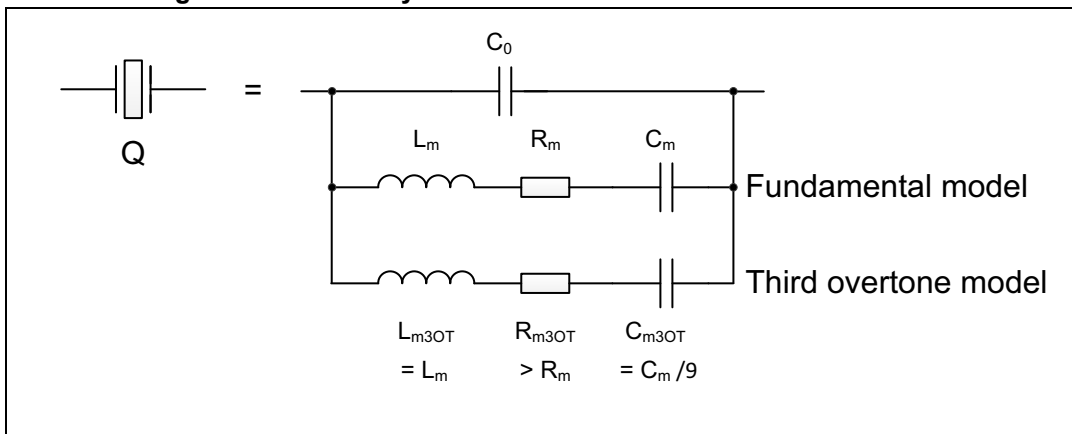 C0
Lm Rm Cm
Q
=
Fundamental model
Third overtone model
Lm3OT Rm3OT Cm3OT
= Lm > Rm = Cm /9